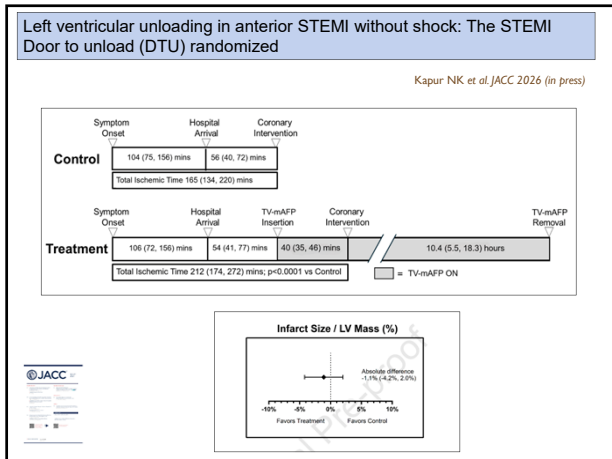 Left ventricular unloading in anterior STEMI without shock: The STEMI
Door to unload (DTU) randomized
Kapur NK et al. JACC 2026 (in press)
Symptom Onset
Hospital Arrival
Coronary Intervention
Control
104 (75, 156) mins
56 (40, 72) mins
Total Ischemic Time 165 (134, 220) mins
Symptom Onset
Hospital Arrival
TV-mAFP Insertion
Coronary Intervention
TV-mAFP Removal
Treatment
106 (72, 156) mins
54 (41, 77) mins
40 (35, 46) mins
10.4 (5.5, 18.3) hours
Total Ischemic Time 212 (174, 272) mins; p<0.0001 vs Control
= TV-mAFP ON
Infarct Size / LV Mass (%)
Absolute difference
-1.1% (-4.2%, 2.0%)
-10%
-5%
0%
5%
10%
Favors Treatment
Favors Control
Pre-proof
JACC